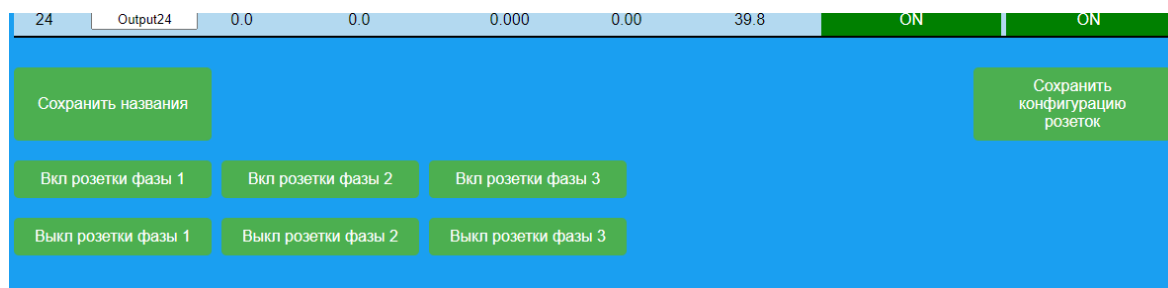 24 Output24 0.0 0.0 0.000 0.00 39.8 ON ON
Сохранить названия
Сохранить
конфигурацию
розеток
Вкл розетки фазы 1 Вкл розетки фазы 2 Вкл розетки фазы 3
Выкл розетки фазы 1 Выкл розетки фазы 2 Выкл розетки фазы 3